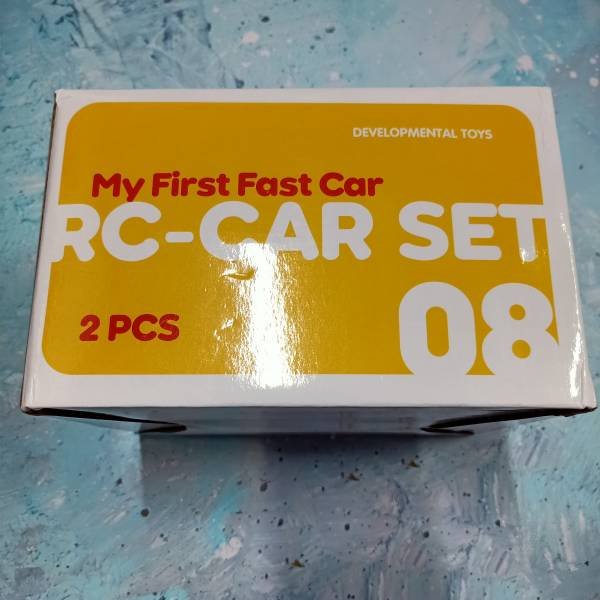 DEVELOPMENTAL TOYS
My First Fast Car
RC-CAR SET
2 PCS
08